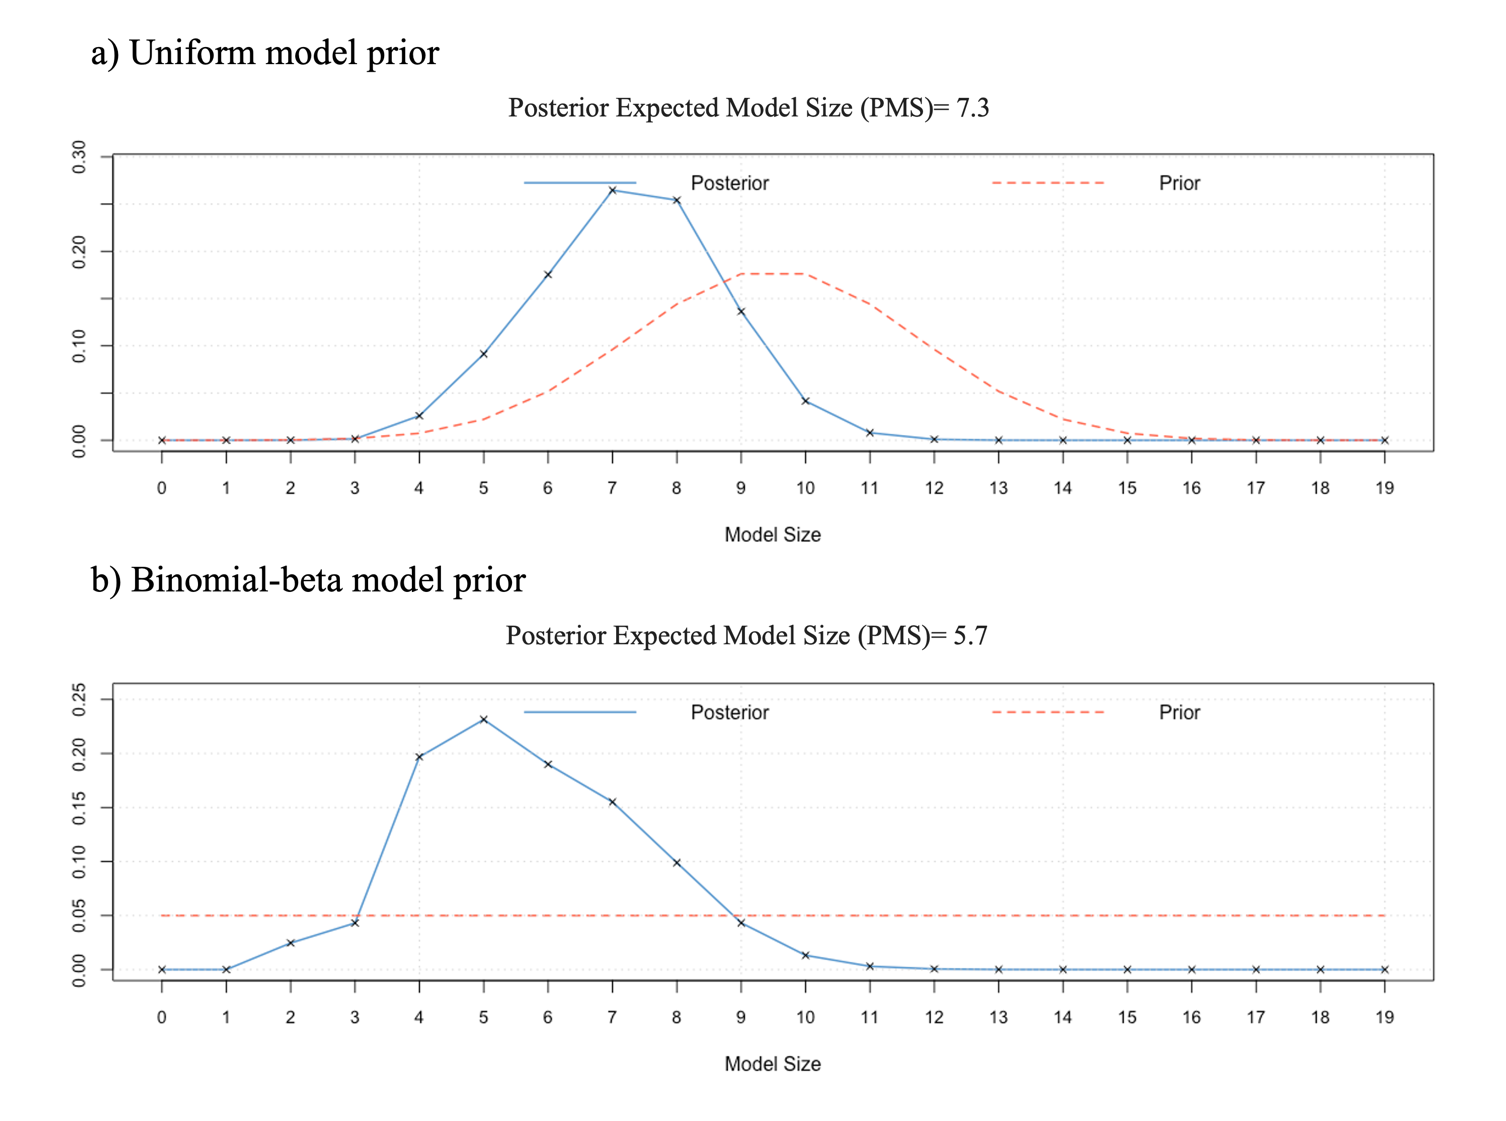 a) Uniform model prior
Posterior Expected Model Size (PMS)= 7.3
Posterior Prior
0.30
0.20
0.10
0.00
0 1 2 3 4 5 6 7 8 9 10 11 12 13 14 15 16 17 18 19
Model Size
b) Binomial-beta model prior
Posterior Expected Model Size (PMS)= 5.7
Posterior Prior
0.25
0.20
0.15
0.10
0.05
0.00
0 1 2 3 4 5 6 7 8 9 10 11 12 13 14 15 16 17 18 19
Model Size